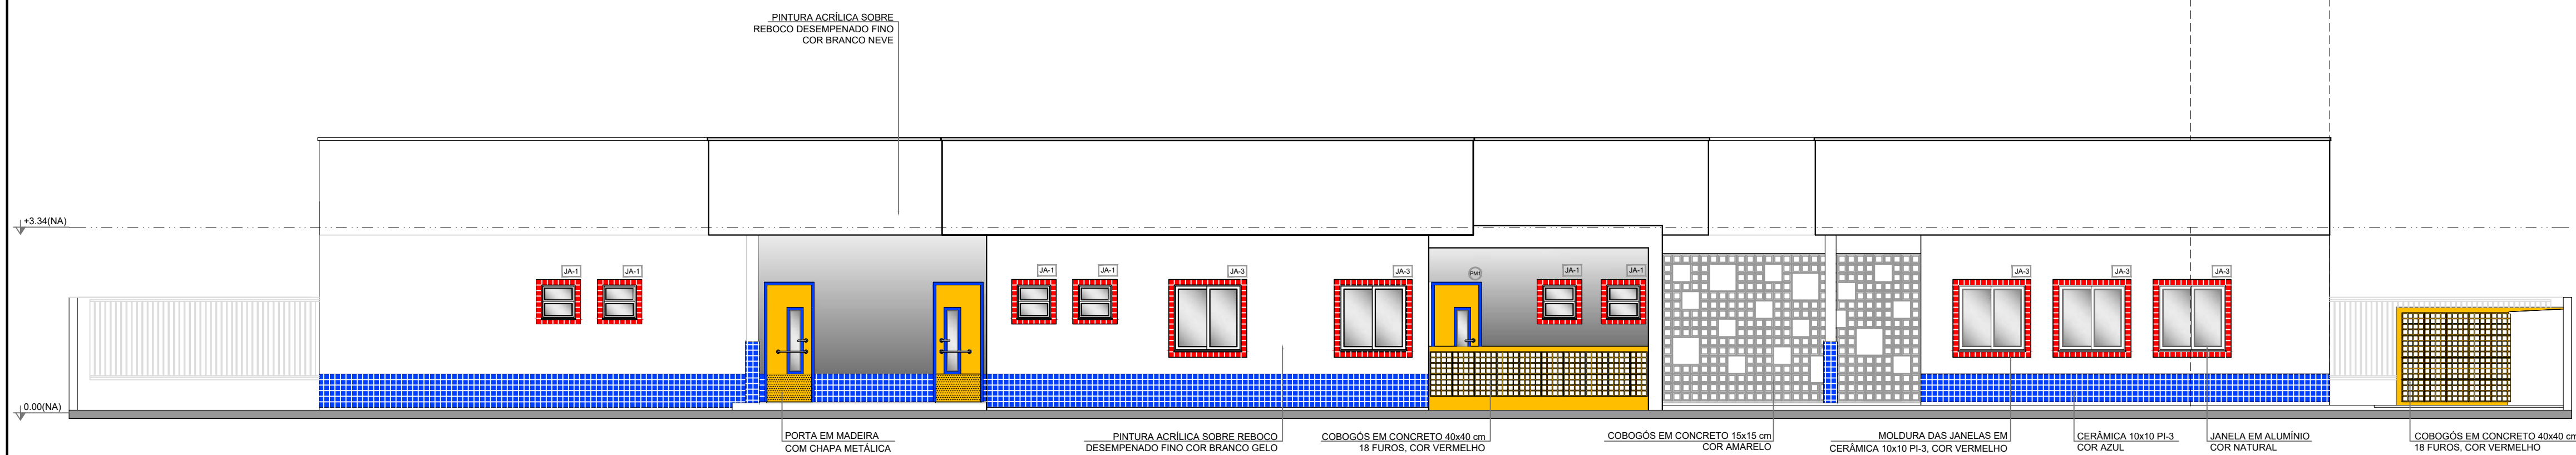 PINTURA ACRÍLICA SOBRE
REBOCO DESEMPENADO FINO
COR BRANCO NEVE
+3.34(NA)
JA-1
JA-1
JA-1
JA-1
JA-3
JA-3
PM1
JA-1
JA-1
JA-3
JA-3
JA-3
0.00(NA)
PORTA EM MADEIRA
COM CHAPA METÁLICA
PINTURA ACRÍLICA SOBRE REBOCO
DESEMPENADO FINO COR BRANCO GELO
COBOGÓS EM CONCRETO 40x40 cm
18 FUROS, COR VERMELHO
COBOGÓS EM CONCRETO 15x15 cm
COR AMARELO
MOLDURA DAS JANELAS EM
CERÂMICA 10x10 PI-3, COR VERMELHO
CERÂMICA 10x10 PI-3
COR AZUL
JANELA EM ALUMÍNIO
COR NATURAL
COBOGÓS EM CONCRETO 40x40 cm
18 FUROS, COR VERMELHO